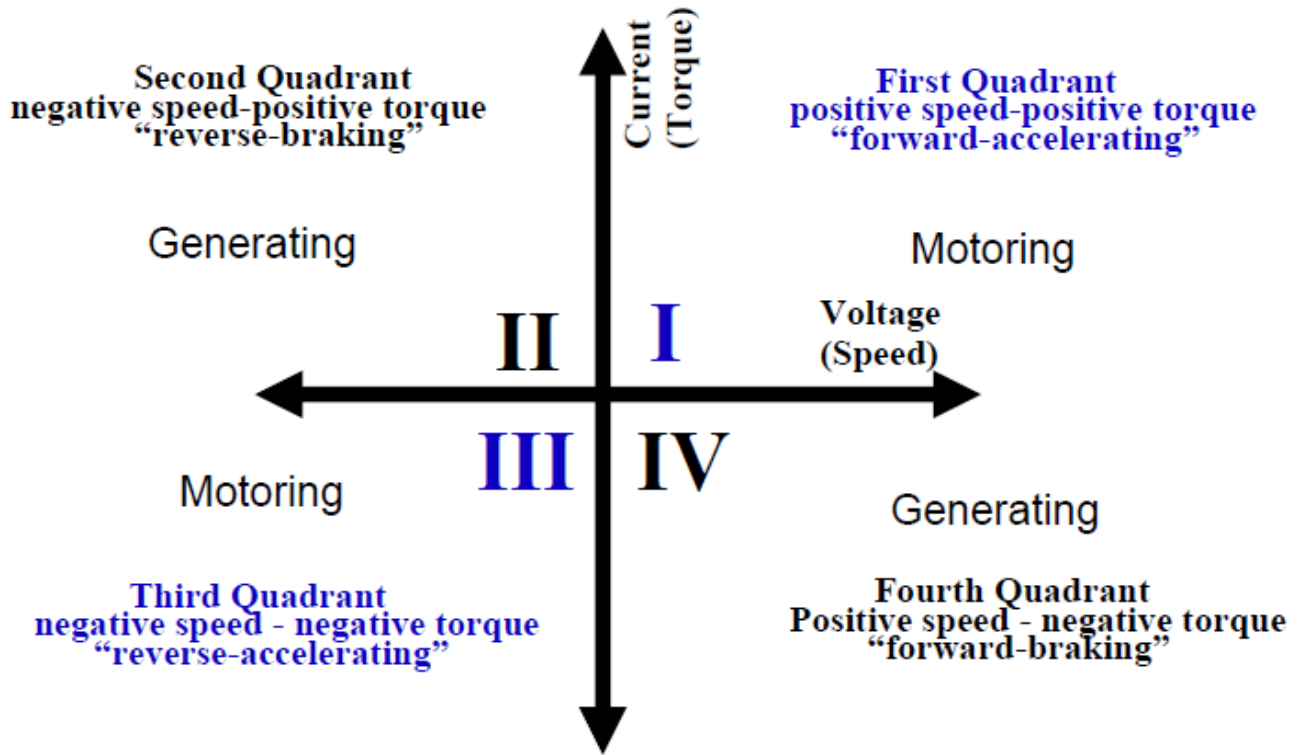 Second Quadrant
negative speed-positive torque
“reverse-braking”
Generating
Current
(Torque)
First Quadrant
positive speed-positive torque
“forward-accelerating”
Motoring
II
I
Voltage
(Speed)
III
IV
Motoring
Third Quadrant
negative speed - negative torque
“reverse-accelerating”
Generating
Fourth Quadrant
Positive speed - negative torque
“forward-braking”